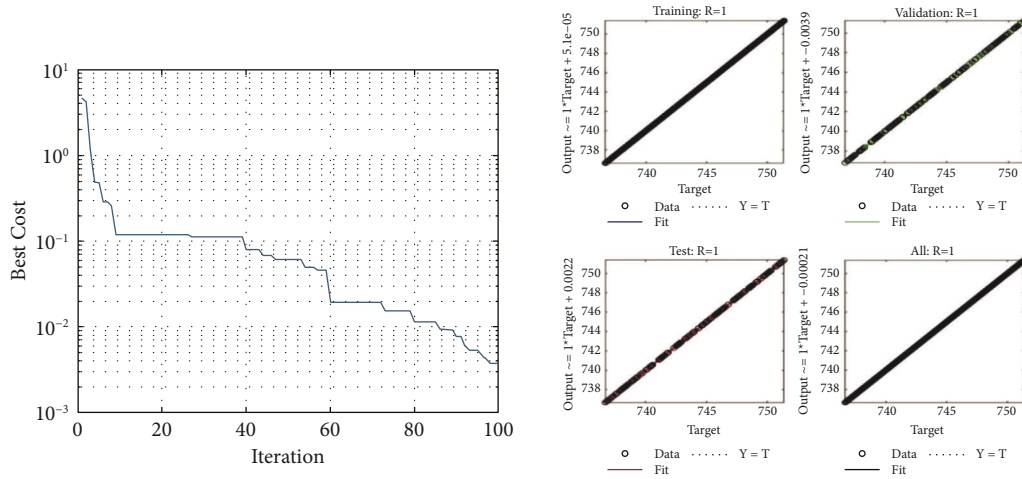 10^1
10^0
10^-1
10^-2
10^-3
Best Cost
0 20 40 60 80 100
Iteration
Training: R=1
Output ~= 1*Target + 5.1e−05
750
748
746
744
742
740
738
740 745 750
Target
Data Y = T
Fit
Validation: R=1
Output ~= 1*Target + −0.0039
750
748
746
744
742
740
738
740 745 750
Target
Data Y = T
Fit
Test: R=1
Output ~= 1*Target + 0.0022
750
748
746
744
742
740
738
740 745 750
Target
Data Y = T
Fit
All: R=1
Output ~= 1*Target + −0.00021
750
748
746
744
742
740
738
740 745 750
Target
Data Y = T
Fit